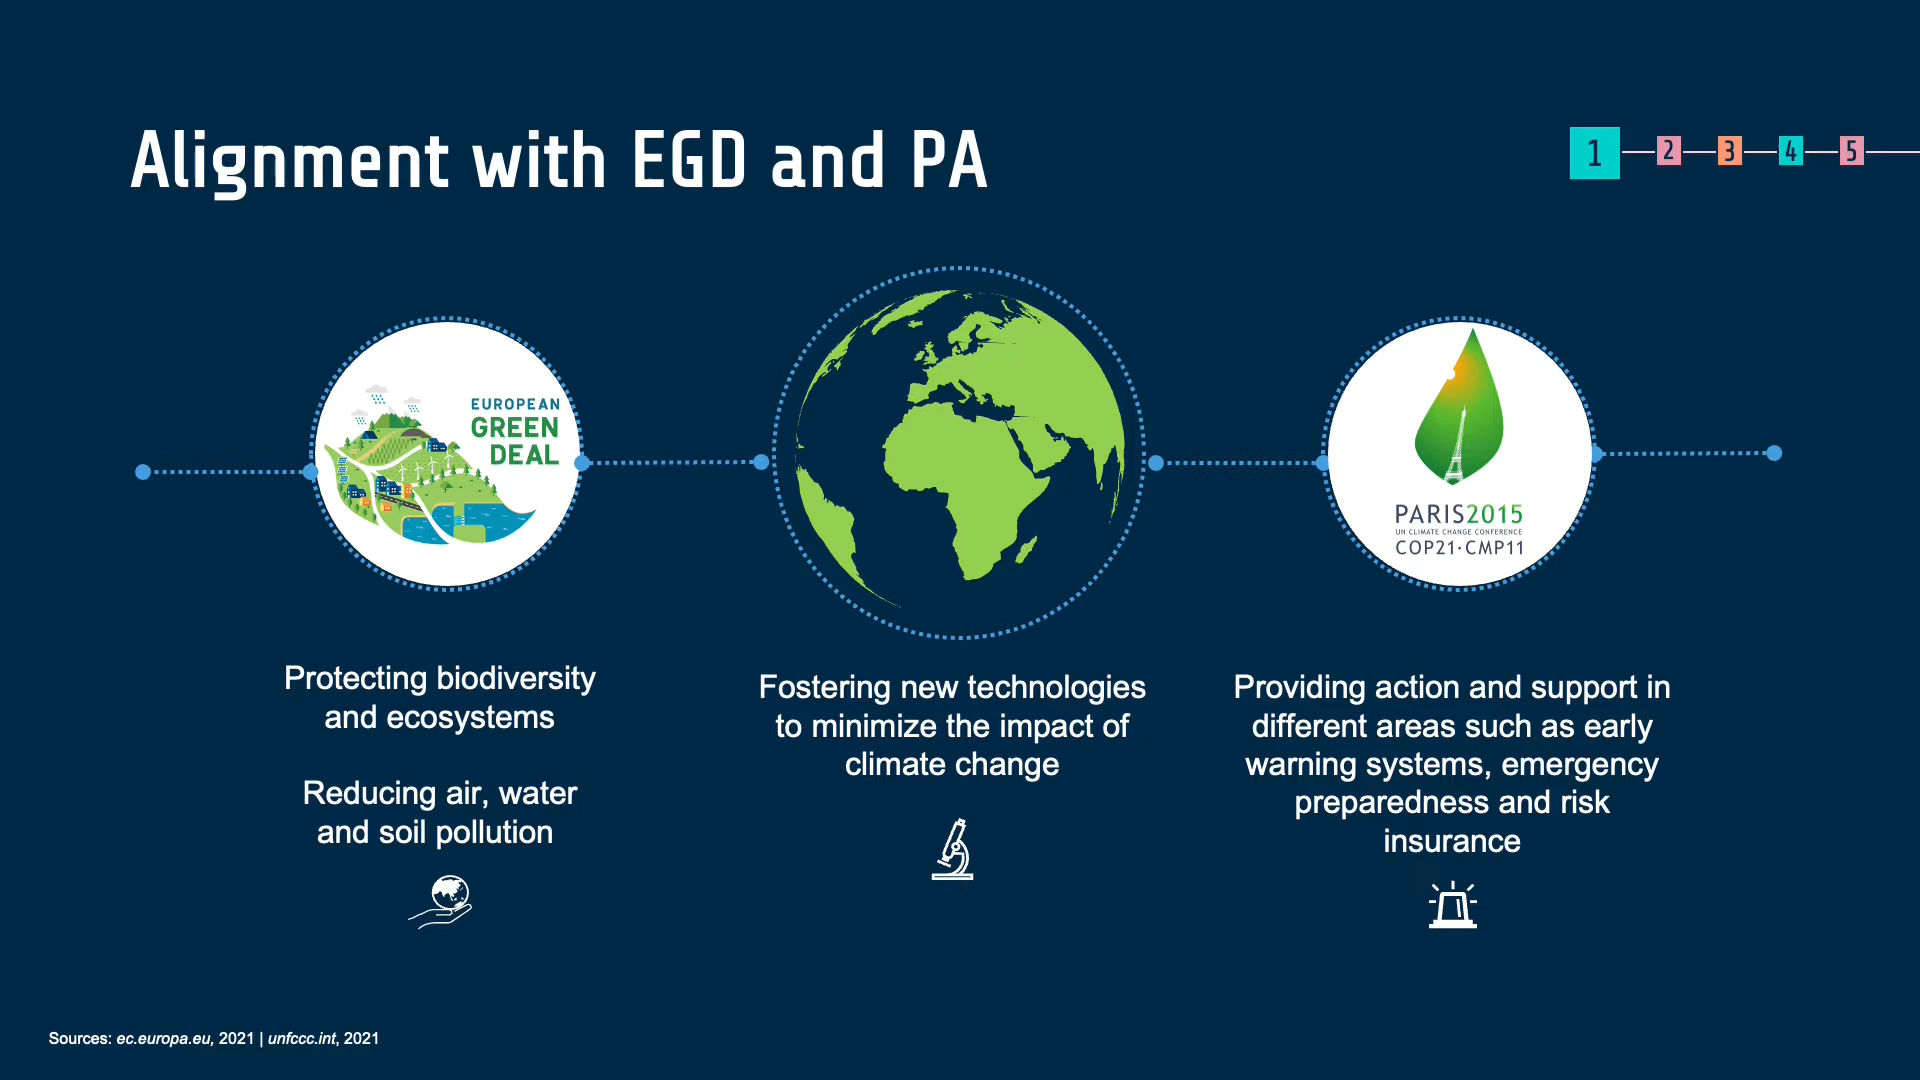 Alignment with EGD and PA
1
2
3
4
5
EUROPEAN
GREEN
DEAL
PARIS2015
UN CLIMATE CHANGE CONFERENCE
COP21·CMP11
Protecting biodiversity
and ecosystems
Reducing air, water
and soil pollution
Fostering new technologies
to minimize the impact of
climate change
Providing action and support in
different areas such as early
warning systems, emergency
preparedness and risk
insurance
Sources: ec.europa.eu, 2021 | unfccc.int, 2021